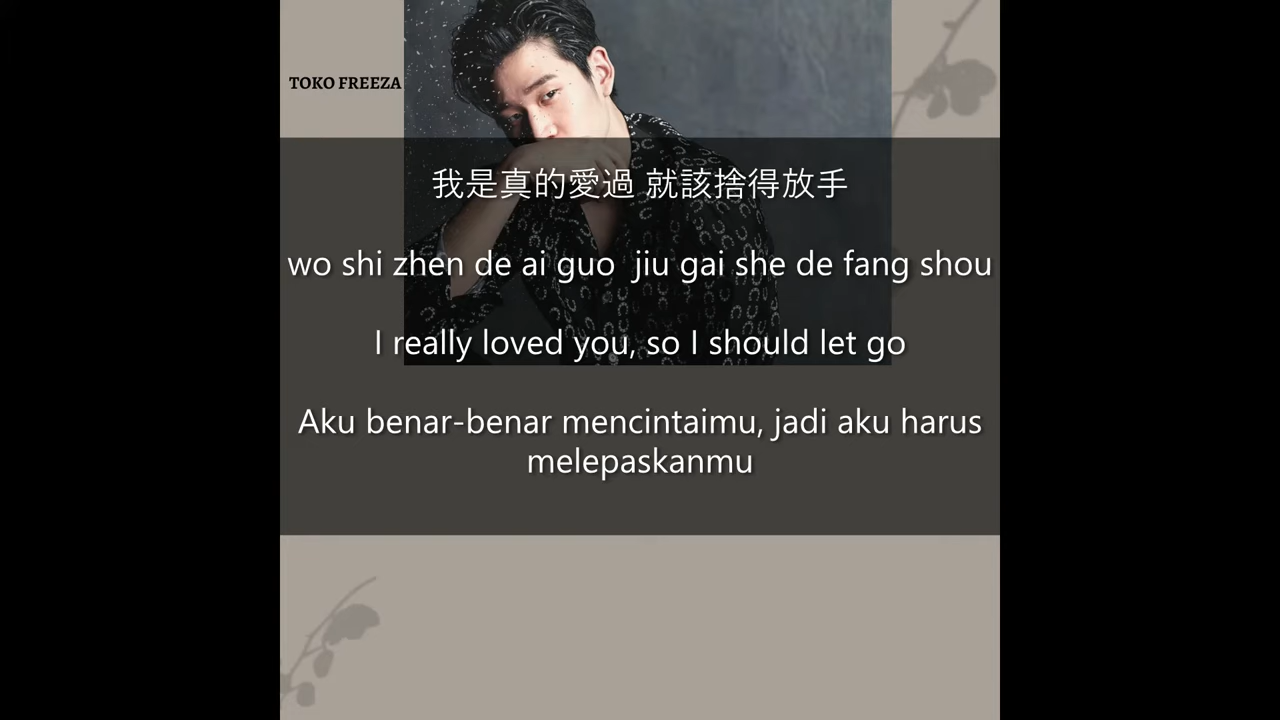 TOKO FREEZA
我是真的愛過 就該捨得放手
wo shi zhen de ai guo  jiu gai she de fang shou
I really loved you, so I should let go
Aku benar-benar mencintaimu, jadi aku harus
melepaskanmu